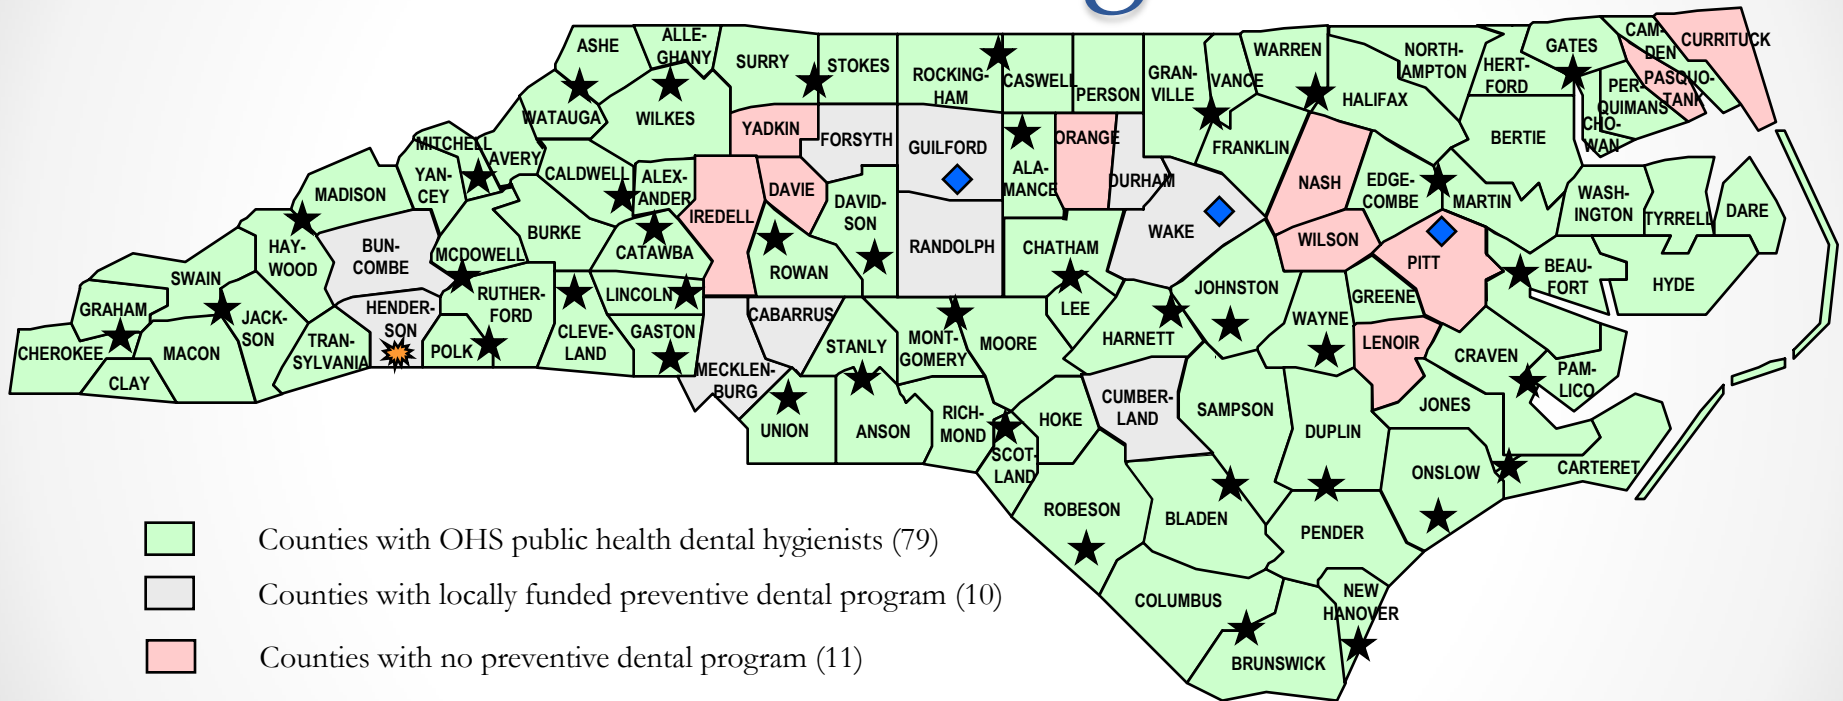 ASHE
ALLE-
GHANY
SURRY
STOKES
ROCKING-
HAM
CASWELL
PERSON
GRAN-
VILLE
VANCE
WARREN
NORTH-
AMPTON
HERT-
FORD
GATES
CAM-
DEN
CURRITUCK
PASQUO-
TANK
PER-
QUIMANS
CHO-
WAN
HALIFAX
BERTIE
WATAUGA
WILKES
YADKIN
FORSYTH
GUILFORD
ALA-
MANCE
ORANGE
DURHAM
FRANKLIN
NASH
EDGE-
COMBE
MARTIN
WASH-
INGTON
TYRRELL
DARE
MITCHELL
AVERY
YAN-
CEY
CALDWELL
ALEX-
ANDER
IREDELL
DAVIE
DAVID-
SON
RANDOLPH
CHATHAM
WAKE
WILSON
PITT
BEAU-
FORT
HYDE
MADISON
BUN-
COMBE
MCDOWELL
BURKE
CATAWBA
ROWAN
HAY-
WOOD
SWAIN
GRAHAM
CHEROKEE
CLAY
MACON
JACK-
SON
TRAN-
SYLVANIA
HENDER-
SON
POLK
RUTHER-
FORD
CLEVE-
LAND
LINCOLN
GASTON
MECKLEN-
BURG
CABARRUS
STANLY
MONT-
GOMERY
MOORE
LEE
HARNETT
JOHNSTON
WAYNE
GREENE
LENOIR
CRAVEN
PAM-
LICO
JONES
UNION
ANSON
RICH-
MOND
SCOT-
LAND
HOKE
CUMBER-
LAND
SAMPSON
DUPLIN
ONSLOW
CARTERET
ROBESON
BLADEN
PENDER
COLUMBUS
NEW
HANOVER
BRUNSWICK
Counties with OHS public health dental hygienists (79)
Counties with locally funded preventive dental program (10)
Counties with no preventive dental program (11)